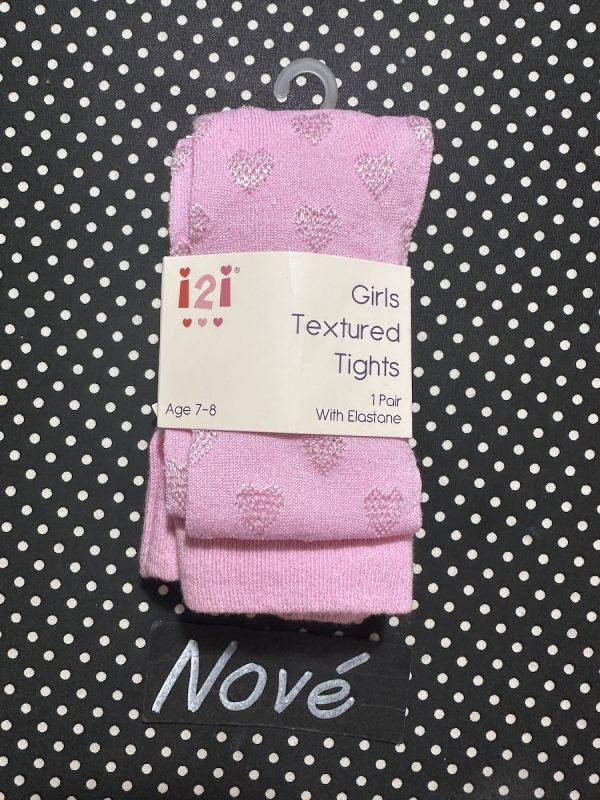 i2i®
Girls
Textured
Tights
1 Pair
With Elastane
Age 7-8
Nové